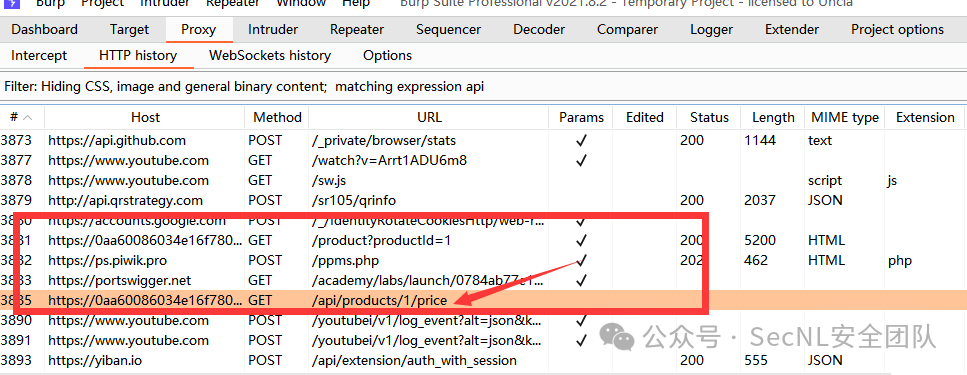 Burp Project Intruder Repeater Window Help Burp Suite Professional v2021.8.2 - Temporary Project - licensed to Uncia
Dashboard Target Proxy Intruder Repeater Sequencer Decoder Comparer Logger Extender Project options
Intercept HTTP history WebSockets history Options
Filter: Hiding CSS, image and general binary content; matching expression api
# Host Method URL Params Edited Status Length MIME type Extension
3873 https://api.github.com POST /_private/browser/stats ✓ 200 1144 text
3877 https://www.youtube.com GET /watch?v=Arrt1ADU6m8 ✓
3878 https://www.youtube.com GET /sw.js script js
3879 http://api.qrstrategy.com POST /sr105/qrinfo 200 2037 JSON
3880 https://accounts.google.com POST /_/IdentityRotateCookiesHttp/web-r... ✓
3881 https://0aa60086034e16f780... GET /product?productId=1 ✓ 200 5200 HTML
3882 https://ps.piwik.pro POST /ppms.php ✓ 202 462 HTML php
3883 https://portswigger.net GET /academy/labs/launch/0784ab77c1... ✓
3885 https://0aa60086034e16f780... GET /api/products/1/price
3890 https://www.youtube.com POST /youtubei/v1/log_event?alt=json&k... ✓
3891 https://www.youtube.com POST /youtubei/v1/log_event?alt=json&k... ✓
3893 https://yiban.io POST /api/extension/auth_with_session 200 555 JSON
公众号 · SecNL安全团队